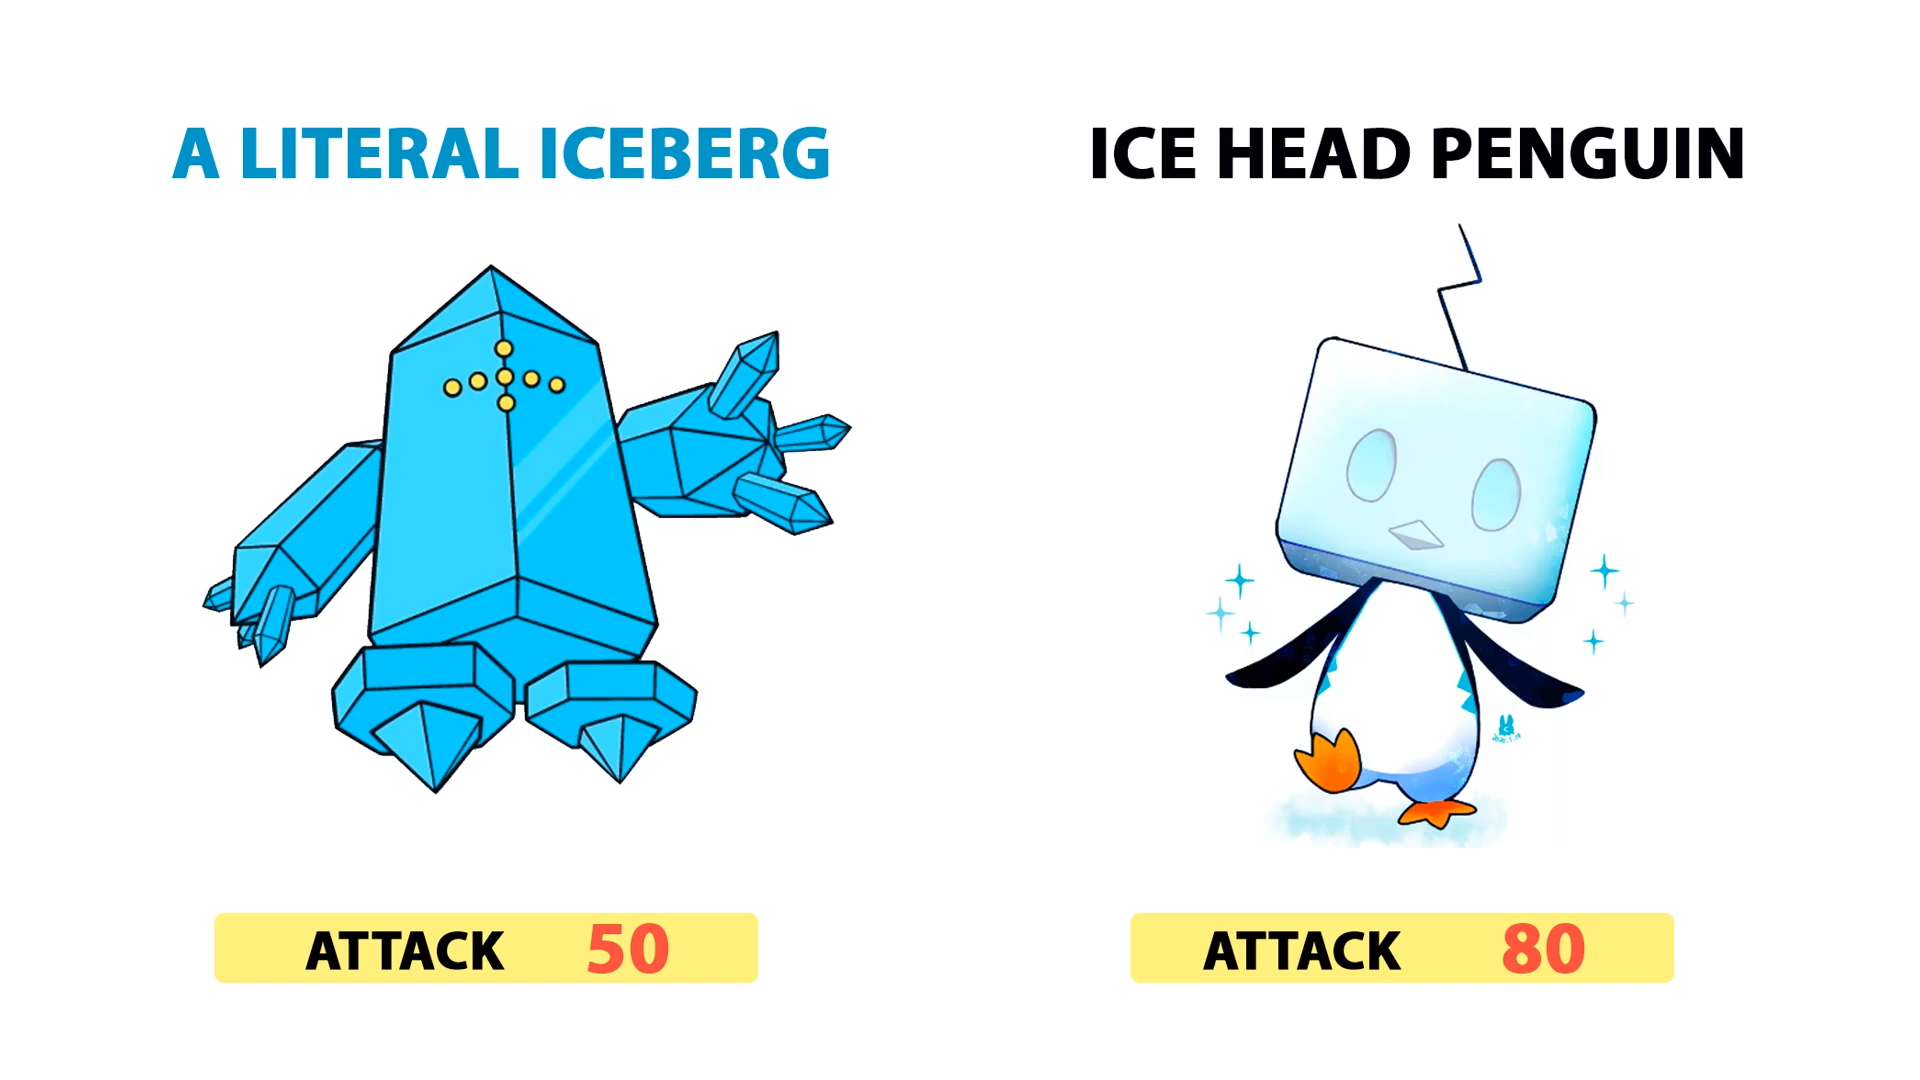 A LITERAL ICEBERG
ICE HEAD PENGUIN
ATTACK 50
ATTACK 80